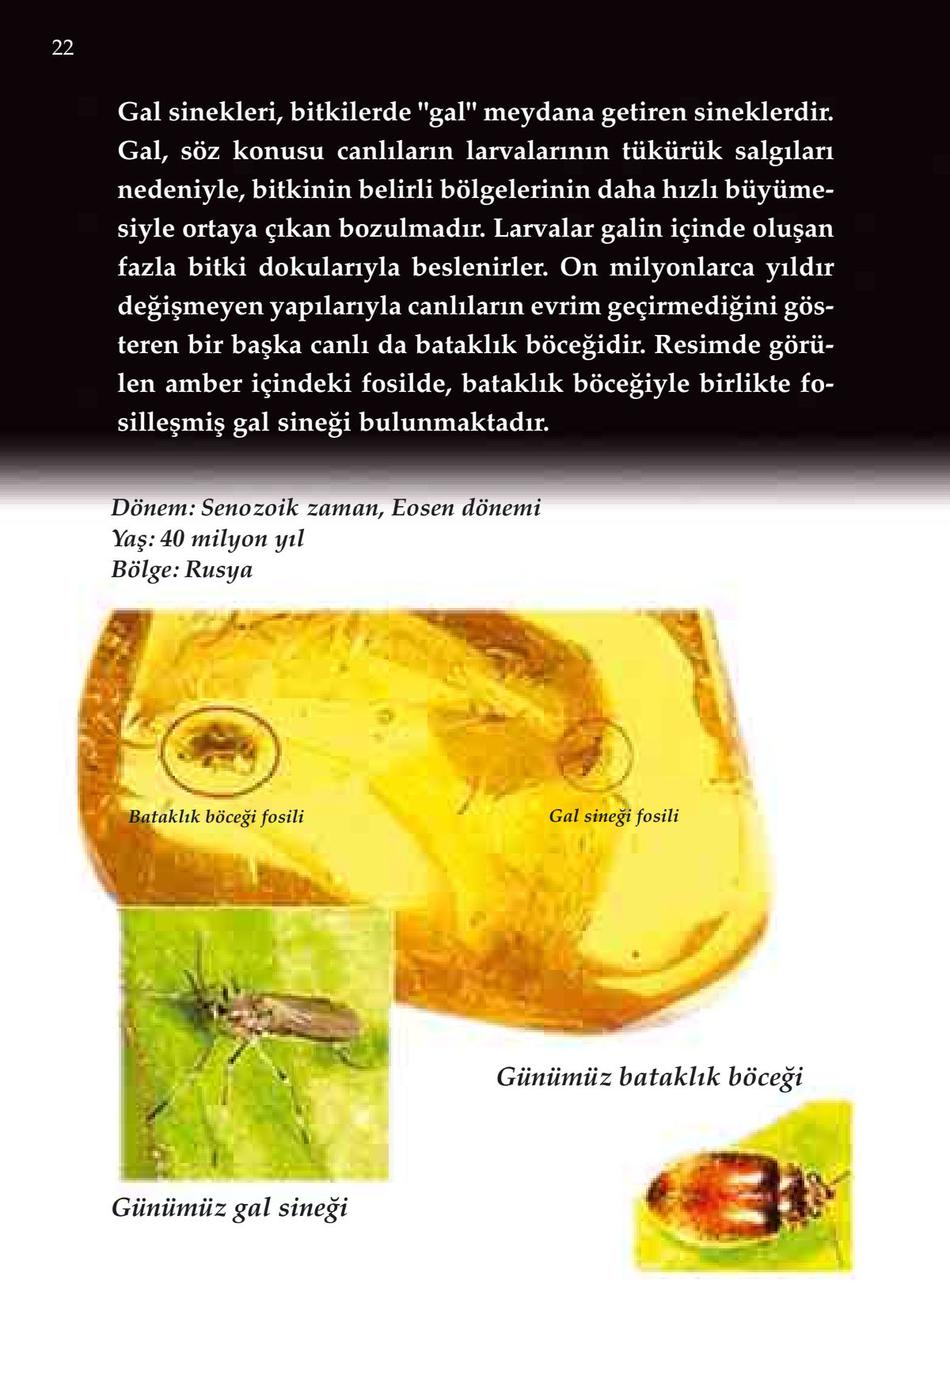 22
Gal sinekleri, bitkilerde "gal" meydana getiren sineklerdir.
Gal, söz konusu canlıların larvalarının tükürük salgıları
nedeniyle, bitkinin belirli bölgelerinin daha hızlı büyüme-
siyle ortaya çıkan bozulmadır. Larvalar galin içinde oluşan
fazla bitki dokularıyla beslenirler. On milyonlarca yıldır
değişmeyen yapılarıyla canlıların evrim geçirmediğini gös-
teren bir başka canlı da bataklık böceğidir. Resimde görü-
len amber içindeki fosilde, bataklık böceğiyle birlikte fo-
silleşmiş gal sineği bulunmaktadır.
Dönem: Senozoik zaman, Eosen dönemi
Yaş: 40 milyon yıl
Bölge: Rusya
Bataklık böceği fosili
Gal sineği fosili
Günümüz bataklık böceği
Günümüz gal sineği